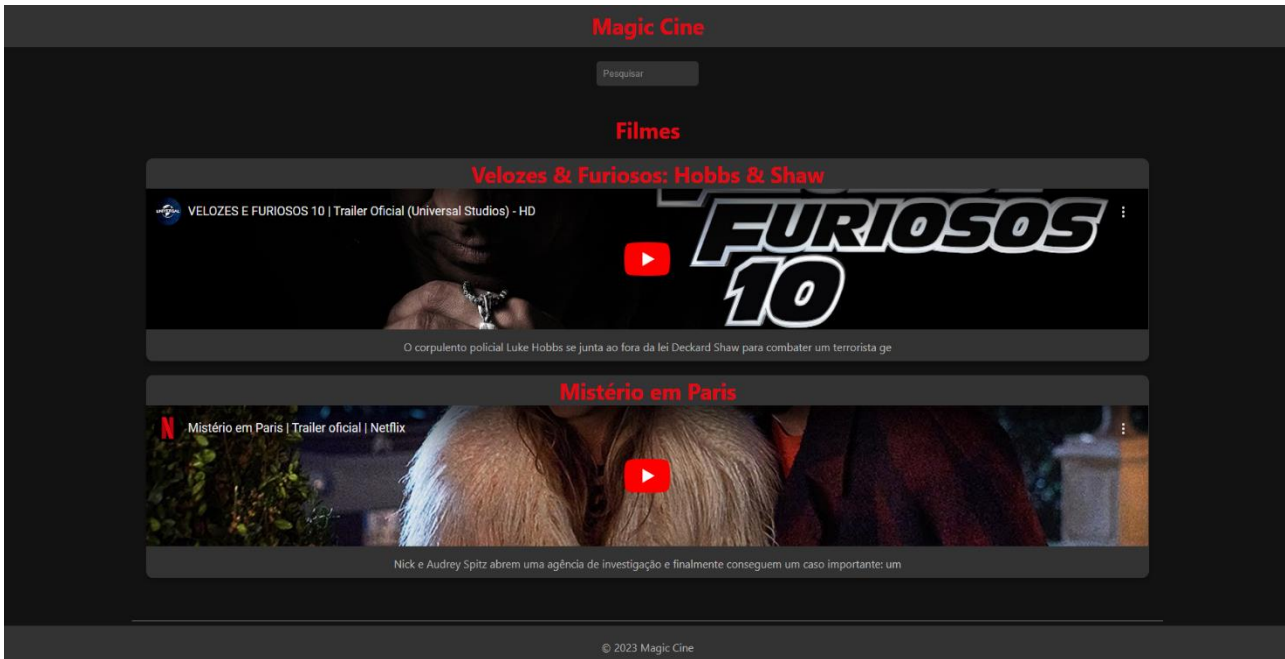 Magic Cine
Pesquisar
Filmes
Velozes & Furiosos: Hobbs & Shaw
VELOZES E FURIOSOS 10 | Trailer Oficial (Universal Studios) - HD
FURIOSOS
10
O corpulento policial Luke Hobbs se junta ao fora da lei Deckard Shaw para combater um terrorista ge
Mistério em Paris
N Mistério em Paris | Trailer oficial | Netflix
Nick e Audrey Spitz abrem uma agência de investigação e finalmente conseguem um caso importante: um
© 2023 Magic Cine